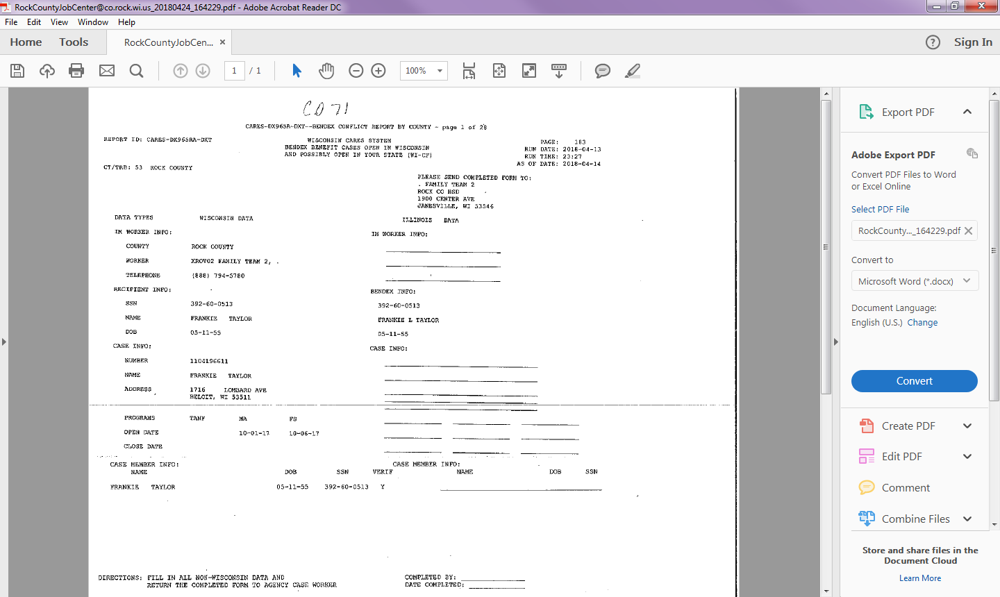 RockCountyJobCenter@co.rock.wi.us_20180424_164229.pdf - Adobe Acrobat Reader DC
File Edit View Window Help
Home Tools RockCountyJobCen... × ? Sign In
1 / 1 100%
CD 71
CARES-DX965R-DXT--BENDEX CONFLICT REPORT BY COUNTY - page 1 of 28
REPORT ID: CARES-DX965RA-DXT WISCONSIN CARES SYSTEM PAGE: 183
BENDEX BENEFIT CASES OPEN IN WISCONSIN RUN DATE: 2018-04-13
AND POSSIBLY OPEN IN YOUR STATE (WI-CF) RUN TIME: 23:27
AS OF DATE: 2018-04-14
CT/TRB: 53 ROCK COUNTY
PLEASE SEND COMPLETED FORM TO:
. FAMILY TEAM 2
ROCK CO HSD
1900 CENTER AVE
JANESVILLE, WI 53546
DATA TYPES WISCONSIN DATA ILLINOIS DATA
IM WORKER INFO: IM WORKER INFO:
COUNTY ROCK COUNTY
WORKER XROV02 FAMILY TEAM 2, .
TELEPHONE (888) 794-5780
RECIPIENT INFO: BENDEX INFO:
SSN 392-60-0513 392-60-0513
NAME FRANKIE TAYLOR FRANKIE L TAYLOR
DOB 05-11-55 05-11-55
CASE INFO: CASE INFO:
NUMBER 1104196611
NAME FRANKIE TAYLOR
ADDRESS 1716 LOMBARD AVE
BELOIT, WI 53511
PROGRAMS TANF MA FS
OPEN DATE 10-01-17 10-06-17
CLOSE DATE
CASE MEMBER INFO: CASE MEMBER INFO:
NAME DOB SSN VERIF NAME DOB SSN
FRANKIE TAYLOR 05-11-55 392-60-0513 Y
DIRECTIONS: FILL IN ALL NON-WISCONSIN DATA AND COMPLETED BY:
RETURN THE COMPLETED FORM TO AGENCY CASE WORKER DATE COMPLETED:
Export PDF
Adobe Export PDF
Convert PDF Files to Word
or Excel Online
Select PDF File
RockCounty..._164229.pdf
Convert to
Microsoft Word (*.docx)
Document Language:
English (U.S.) Change
Convert
Create PDF
Edit PDF
Comment
Combine Files
Store and share files in the
Document Cloud
Learn More